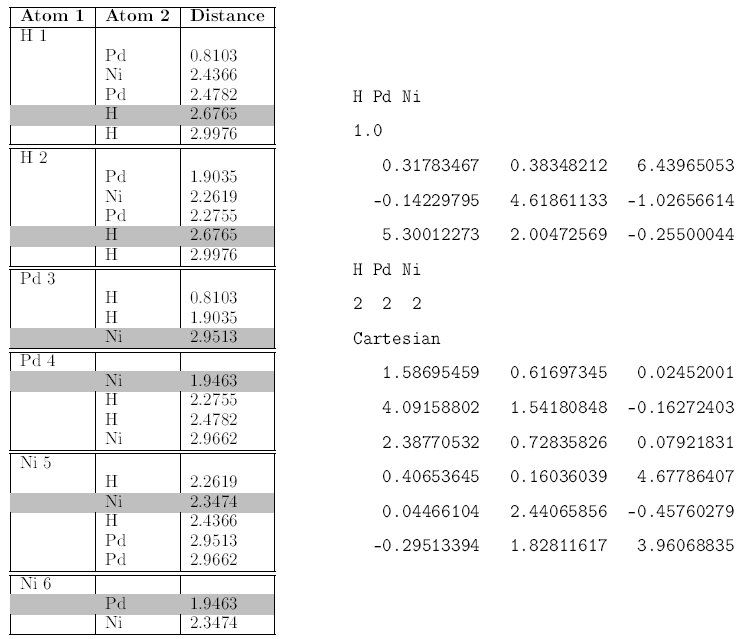 Atom 1 Atom 2 Distance
H 1
Pd 0.8103
Ni 2.4366
Pd 2.4782
H 2.6765
H 2.9976
H 2
Pd 1.9035
Ni 2.2619
Pd 2.2755
H 2.6765
H 2.9976
Pd 3
H 0.8103
H 1.9035
Ni 2.9513
Pd 4
Ni 1.9463
H 2.2755
H 2.4782
Ni 2.9662
Ni 5
H 2.2619
Ni 2.3474
H 2.4366
Pd 2.9513
Pd 2.9662
Ni 6
Pd 1.9463
Ni 2.3474
H Pd Ni
1.0
0.31783467 0.38348212 6.43965053
-0.14229795 4.61861133 -1.02656614
5.30012273 2.00472569 -0.25500044
H Pd Ni
2 2 2
Cartesian
1.58695459 0.61697345 0.02452001
4.09158802 1.54180848 -0.16272403
2.38770532 0.72835826 0.07921831
0.40653645 0.16036039 4.67786407
0.04466104 2.44065856 -0.45760279
-0.29513394 1.82811617 3.96068835